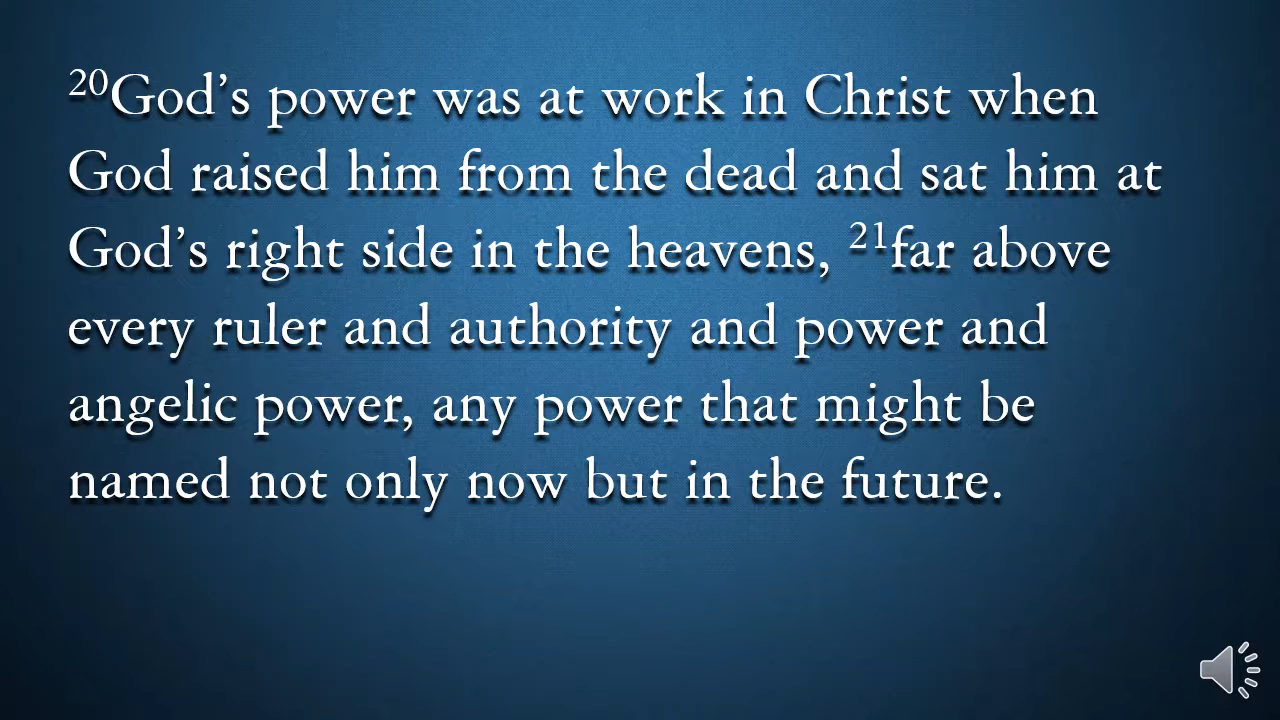 ²⁰God’s power was at work in Christ when
God raised him from the dead and sat him at
God’s right side in the heavens, ²¹far above
every ruler and authority and power and
angelic power, any power that might be
named not only now but in the future.